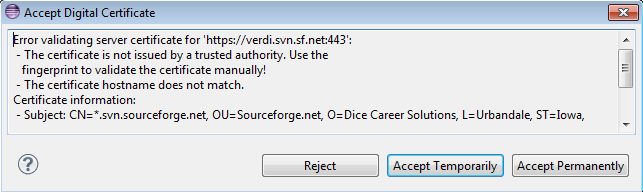 Accept Digital Certificate
Error validating server certificate for 'https://verdi.svn.sf.net:443':
- The certificate is not issued by a trusted authority. Use the
fingerprint to validate the certificate manually!
- The certificate hostname does not match.
Certificate information:
- Subject: CN=*.svn.sourceforge.net, OU=Sourceforge.net, O=Dice Career Solutions, L=Urbandale, ST=Iowa,
? Reject Accept Temporarily Accept Permanently